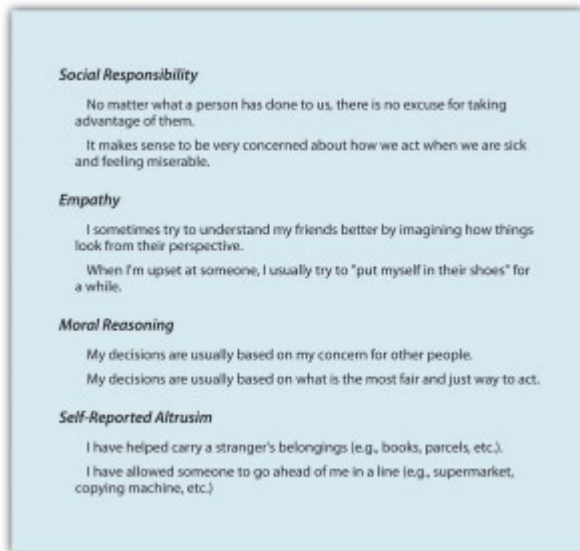 Social Responsibility
No matter what a person has done to us, there is no excuse for taking
advantage of them.
It makes sense to be very concerned about how we act when we are sick
and feeling miserable.
Empathy
I sometimes try to understand my friends better by imagining how things
look from their perspective.
When I'm upset at someone, I usually try to "put myself in their shoes" for
a while.
Moral Reasoning
My decisions are usually based on my concern for other people.
My decisions are usually based on what is the most fair and just way to act.
Self-Reported Altrusim
I have helped carry a stranger's belongings (e.g., books, parcels, etc.).
I have allowed someone to go ahead of me in a line (e.g., supermarket,
copying machine, etc.)